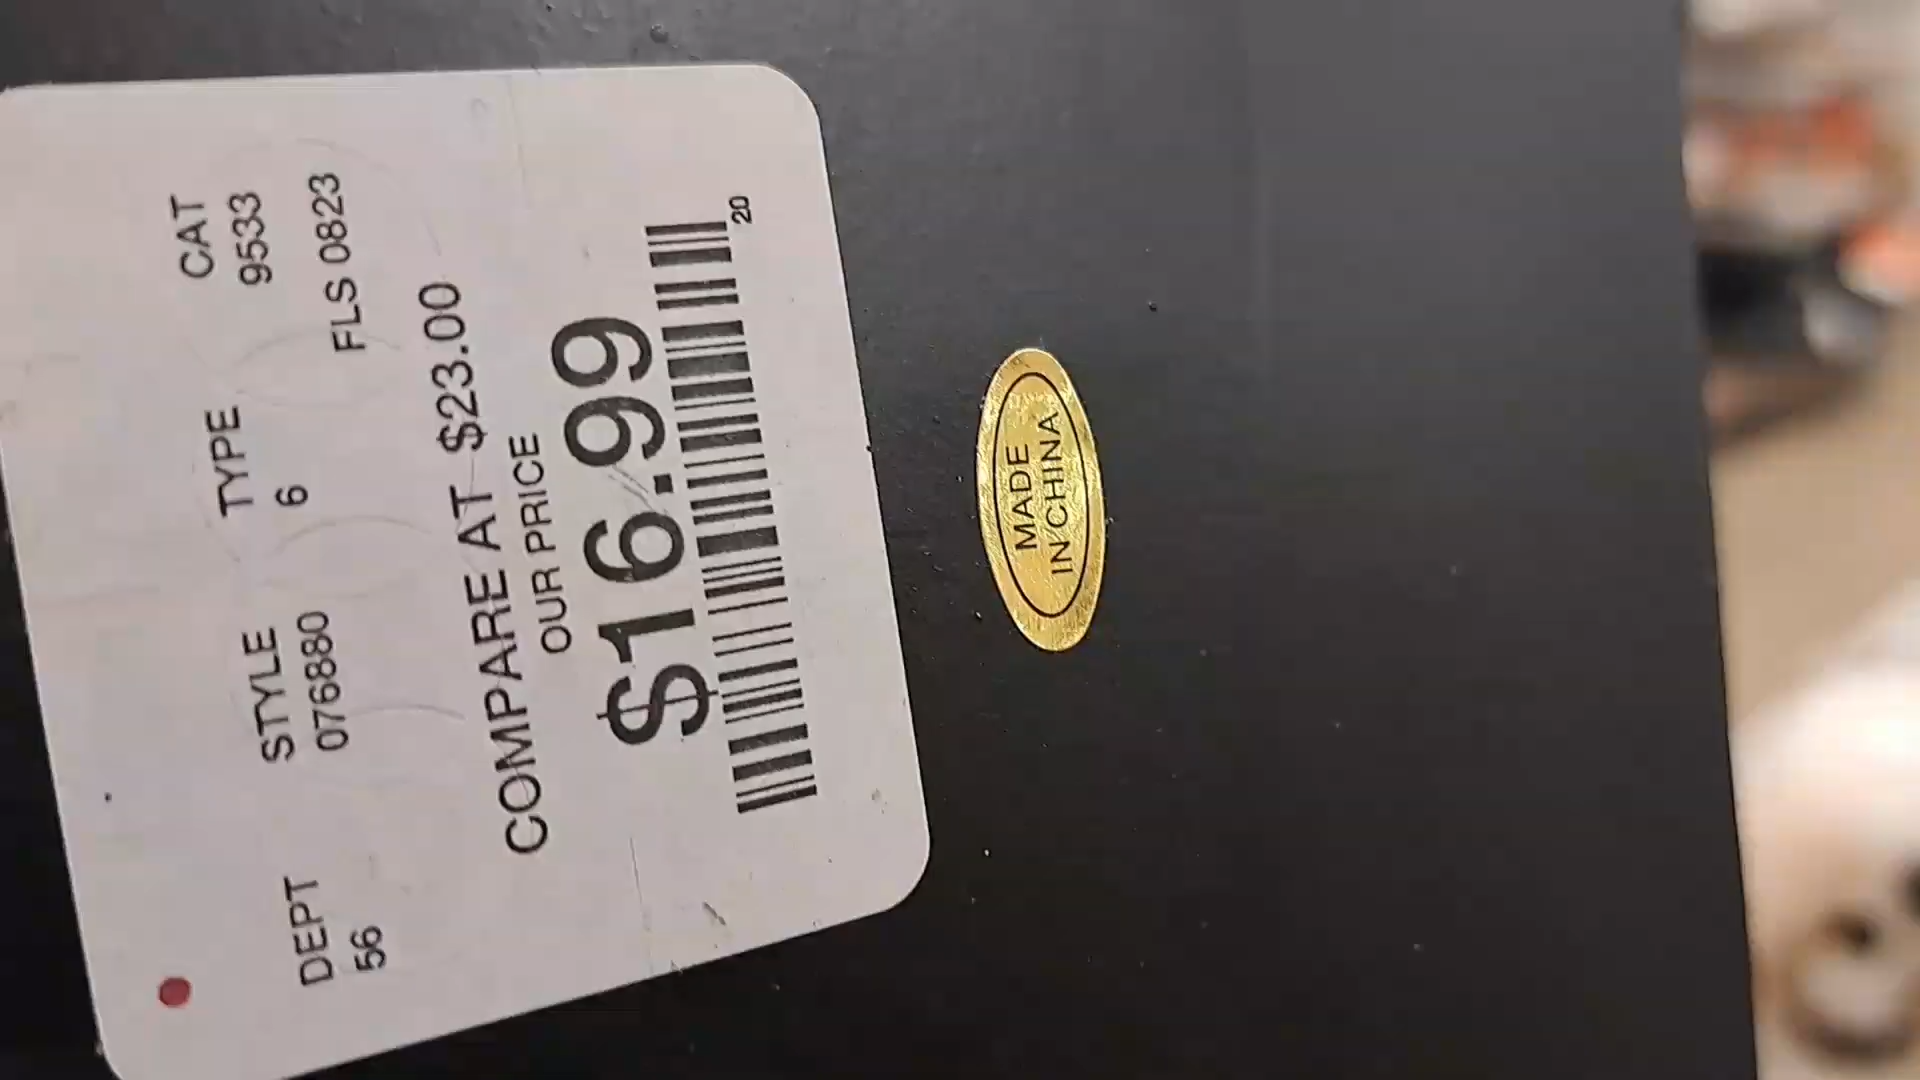 DEPT STYLE TYPE CAT
56 076880 6 9533
FLS 0823
COMPARE AT $23.00
OUR PRICE
$16.99
20
MADE
IN CHINA